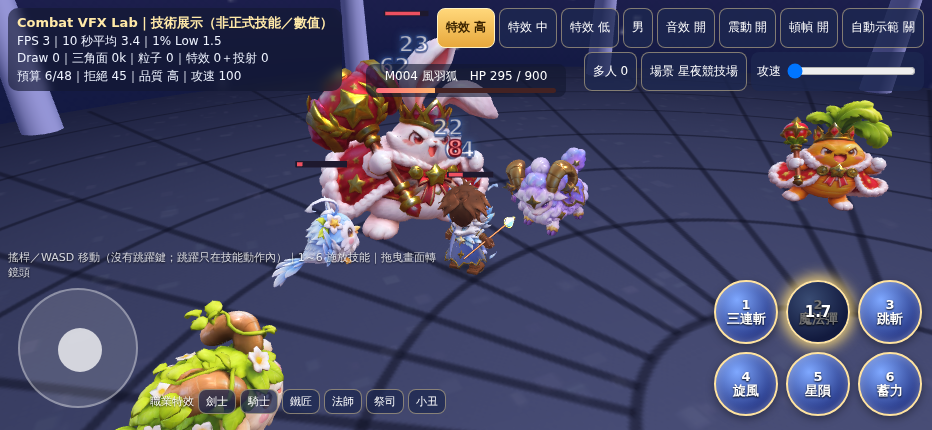 Combat VFX Lab｜技術展示（非正式技能／數值）
FPS 3｜10 秒平均 3.4｜1% Low 1.5
Draw 0｜三角面 0k｜粒子 0｜特效 0＋投射 0
預算 6/48｜拒絕 45｜品質 高｜攻速 100
特效 高
特效 中
特效 低
男
音效 開
震動 開
頓幀 開
自動示範 關
多人 0
場景 星夜競技場
攻速
23
62
M004 風羽狐 HP 295 / 900
22
84
搖桿／WASD 移動（沒有跳躍鍵；跳躍只在技能動作內）｜1～6 施放技能｜拖曳畫面轉
鏡頭
1
三連斬
2
魔法彈
1.7
3
跳斬
4
旋風
5
星隕
6
蓄力
職業特效
劍士
騎士
鐵匠
法師
祭司
小丑